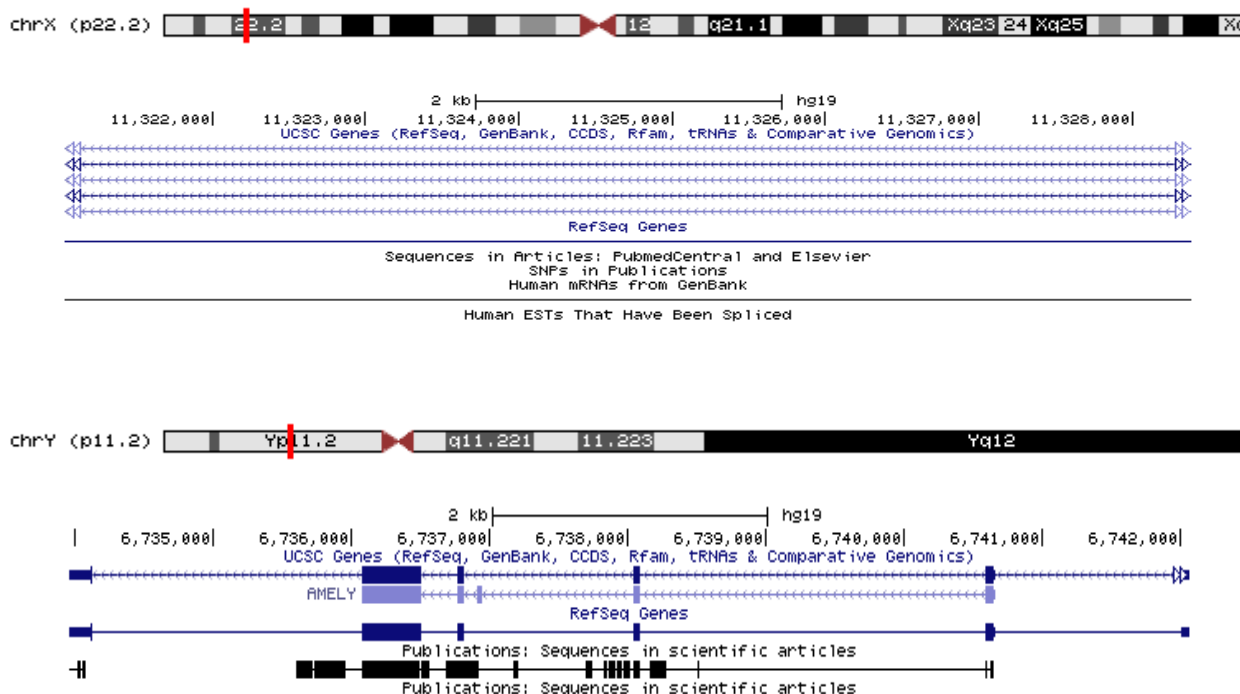 chrX (p22.2) 22.2 12 q21.1 Xq23 24 Xq25
2 kb hg19
11,322,000| 11,323,000| 11,324,000| 11,325,000| 11,326,000| 11,327,000| 11,328,000|
UCSC Genes (RefSeq, GenBank, CCDS, Rfam, tRNAs & Comparative Genomics)
RefSeq Genes
Sequences in Articles: PubmedCentral and Elsevier
SNPs in Publications
Human mRNAs from GenBank
Human ESTs That Have Been Spliced
chrY (p11.2) Yp11.2 q11.221 11.223 Yq12
2 kb hg19
| 6,735,000| 6,736,000| 6,737,000| 6,738,000| 6,739,000| 6,740,000| 6,741,000| 6,742,000|
UCSC Genes (RefSeq, GenBank, CCDS, Rfam, tRNAs & Comparative Genomics)
AMELY
RefSeq Genes
Publications: Sequences in scientific articles
Publications: Sequences in scientific articles